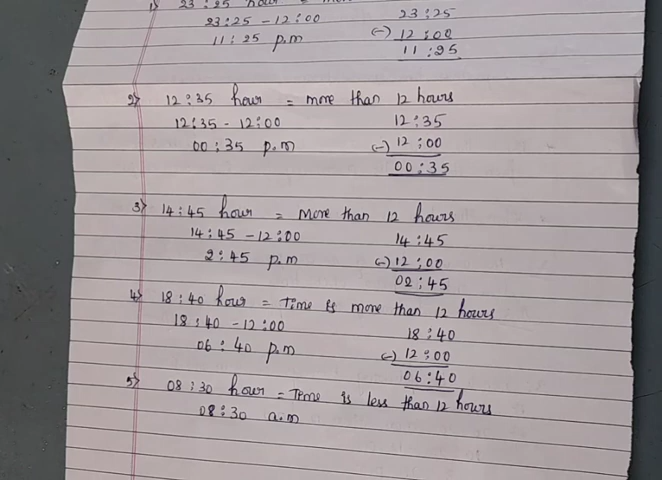 1) 23:25 hour =
23:25 - 12:00 23:25
11:25 p.m (-) 12:00
11:25
2) 12:35 hour = more than 12 hours
12:35 - 12:00 12:35
00:35 p.m (-) 12:00
00:35
3) 14:45 hour = More than 12 hours
14:45 - 12:00 14:45
2:45 p.m (-) 12:00
02:45
4) 18:40 hour = Time is more than 12 hours
18:40 - 12:00 18:40
06:40 p.m (-) 12:00
06:40
5) 08:30 hour = Time is less than 12 hours
08:30 a.m